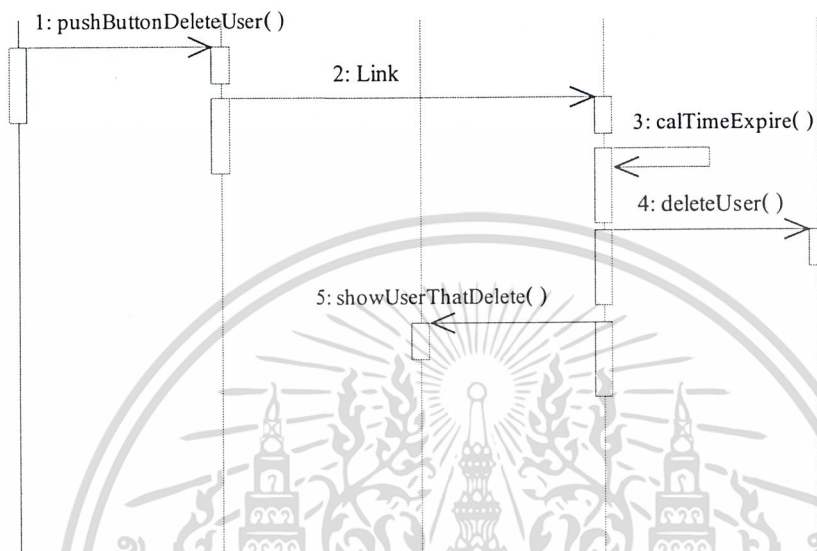 1: pushButtonDeleteUser( )
2: Link
3: calTimeExpire( )
4: deleteUser( )
5: showUserThatDelete( )